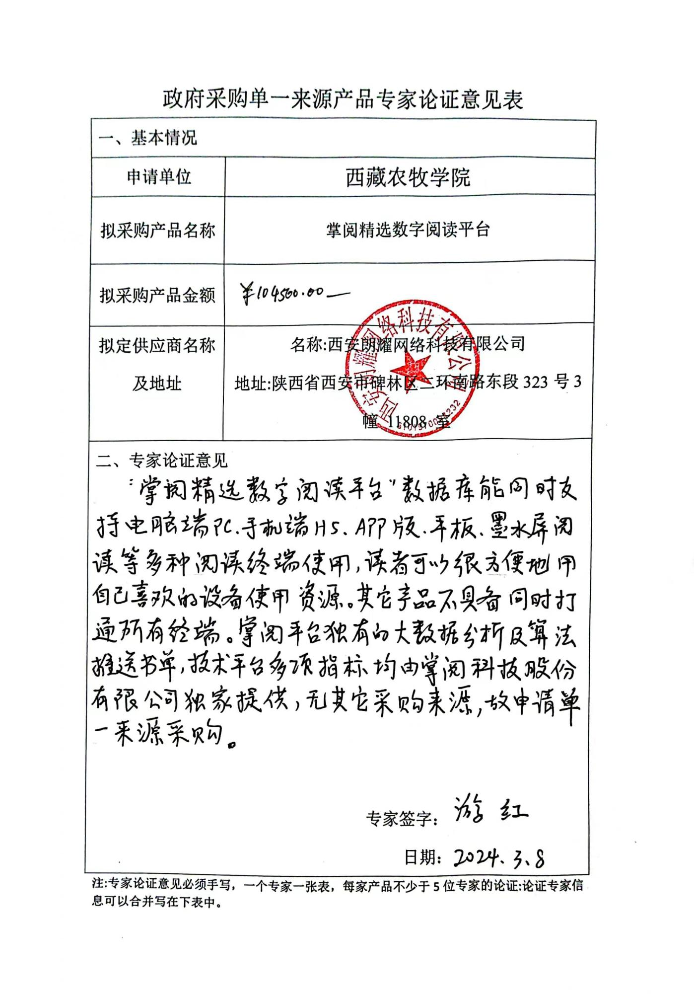 政府采购单一来源产品专家论证意见表
一、基本情况
申请单位
西藏农牧学院
拟采购产品名称
掌阅精选数字阅读平台
拟采购产品金额
¥104500.00
拟定供应商名称
及地址
名称:西安朗耀网络科技有限公司
地址:陕西省西安市碑林区二环南路东段 323 号 3
幢 11808 室
西安朗耀网络科技有限公司
二、专家论证意见
“掌阅精选数字阅读平台”数据库能同时支
持电脑端PC、手机端H5、APP版、平板、墨水屏阅
读等多种阅读终端使用,读者可以很方便地用
自己喜欢的设备使用资源。其它产品不具备同时打
通所有终端。掌阅平台独有的大数据分析及算法
推送书单,技术平台多项指标均由掌阅科技股份
有限公司独家提供,无其它采购来源,故申请单
一来源采购。
专家签字: 游红
日期: 2024.3.8
注:专家论证意见必须手写，一个专家一张表，每家产品不少于 5 位专家的论证:论证专家信
息可以合并写在下表中。